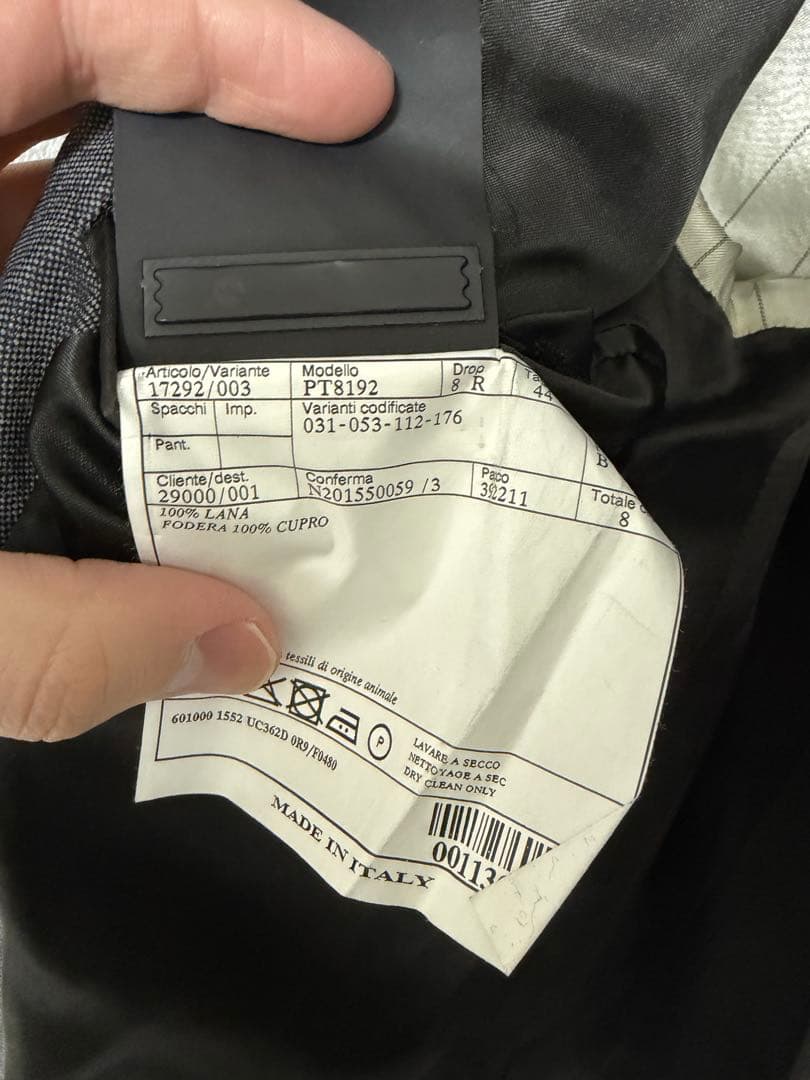 Articolo/Variante Modello Drop
17292/003 PT8192 8 R 44
Spacchi Imp. Varianti codificate
031-053-112-176
Pant. B
Cliente/dest. Conferma Paco Totale
29000/001 N201550059 /3 8
100% LANA
FODERA 100% CUPRO
tessili di origine animale
P
LAVARE A SECCO
NETTOYAGE A SEC
DRY CLEAN ONLY
601000 1552 UC362D 0R9/F0480
MADE IN ITALY
00113